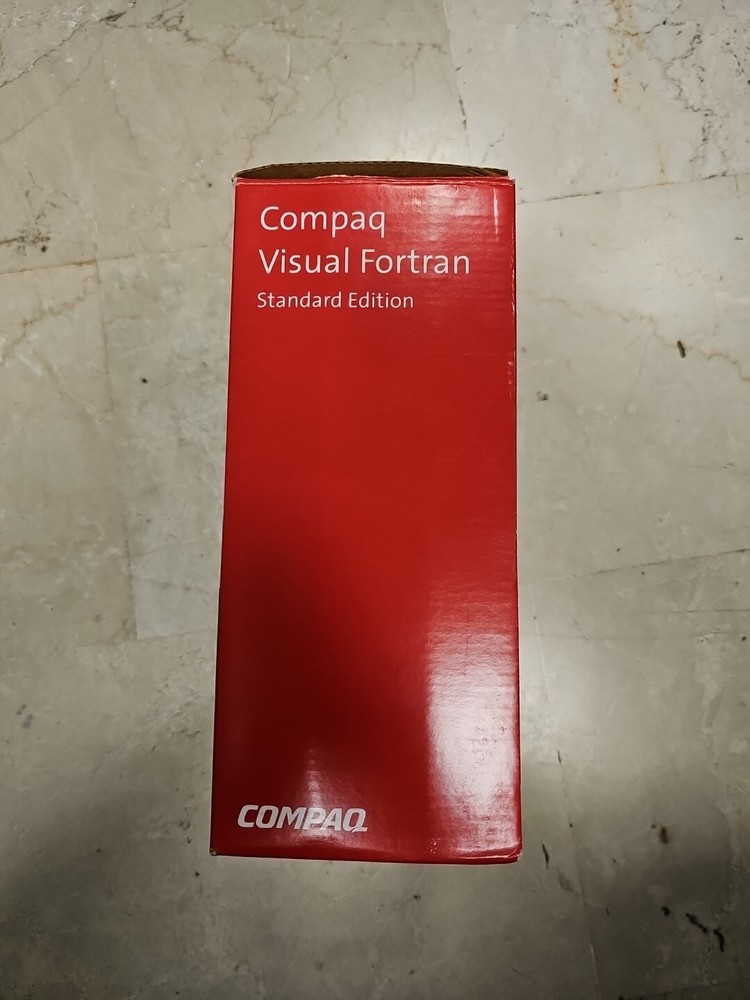 Compaq
Visual Fortran
Standard Edition
COMPAQ